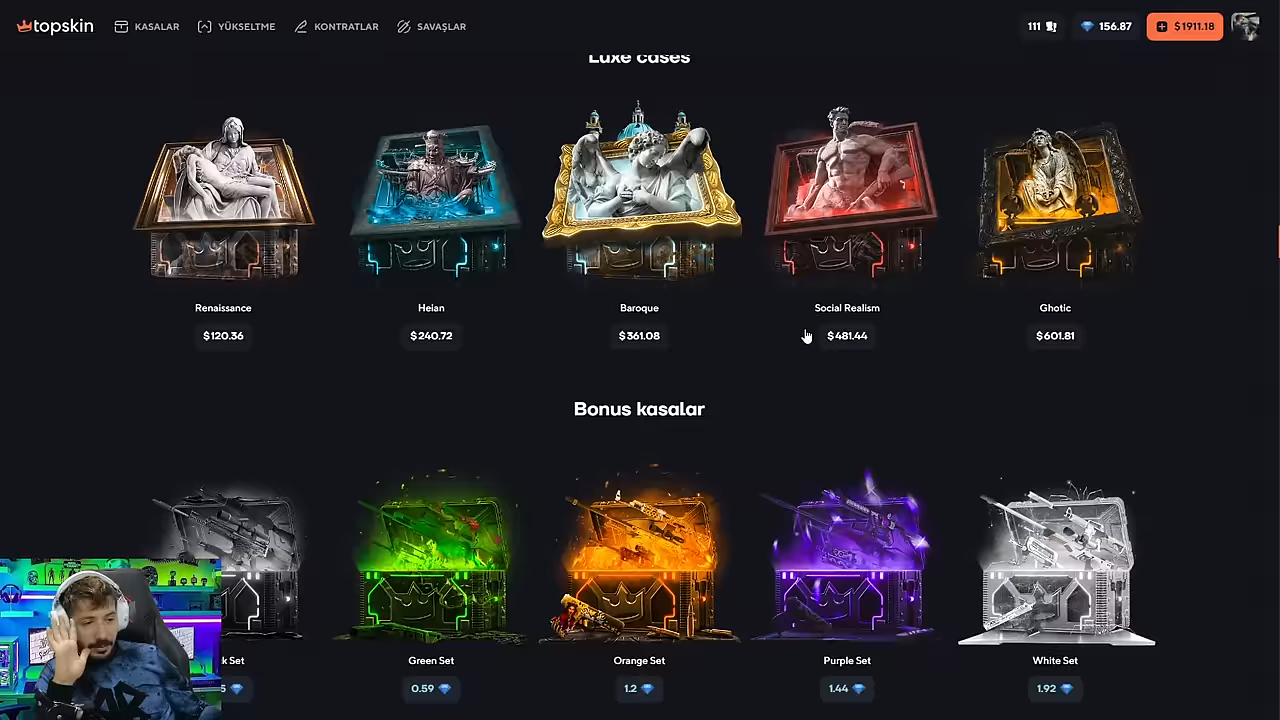 topskin
KASALAR
YÜKSELTME
KONTRATLAR
SAVAŞLAR
111
156.87
$1911.18
Luxe cases
Renaissance
Heian
Baroque
Social Realism
Ghotic
$120.36
$240.72
$361.08
$481.44
$601.81
Bonus kasalar
Set
Green Set
Orange Set
Purple Set
White Set
0.59
1.2
1.44
1.92